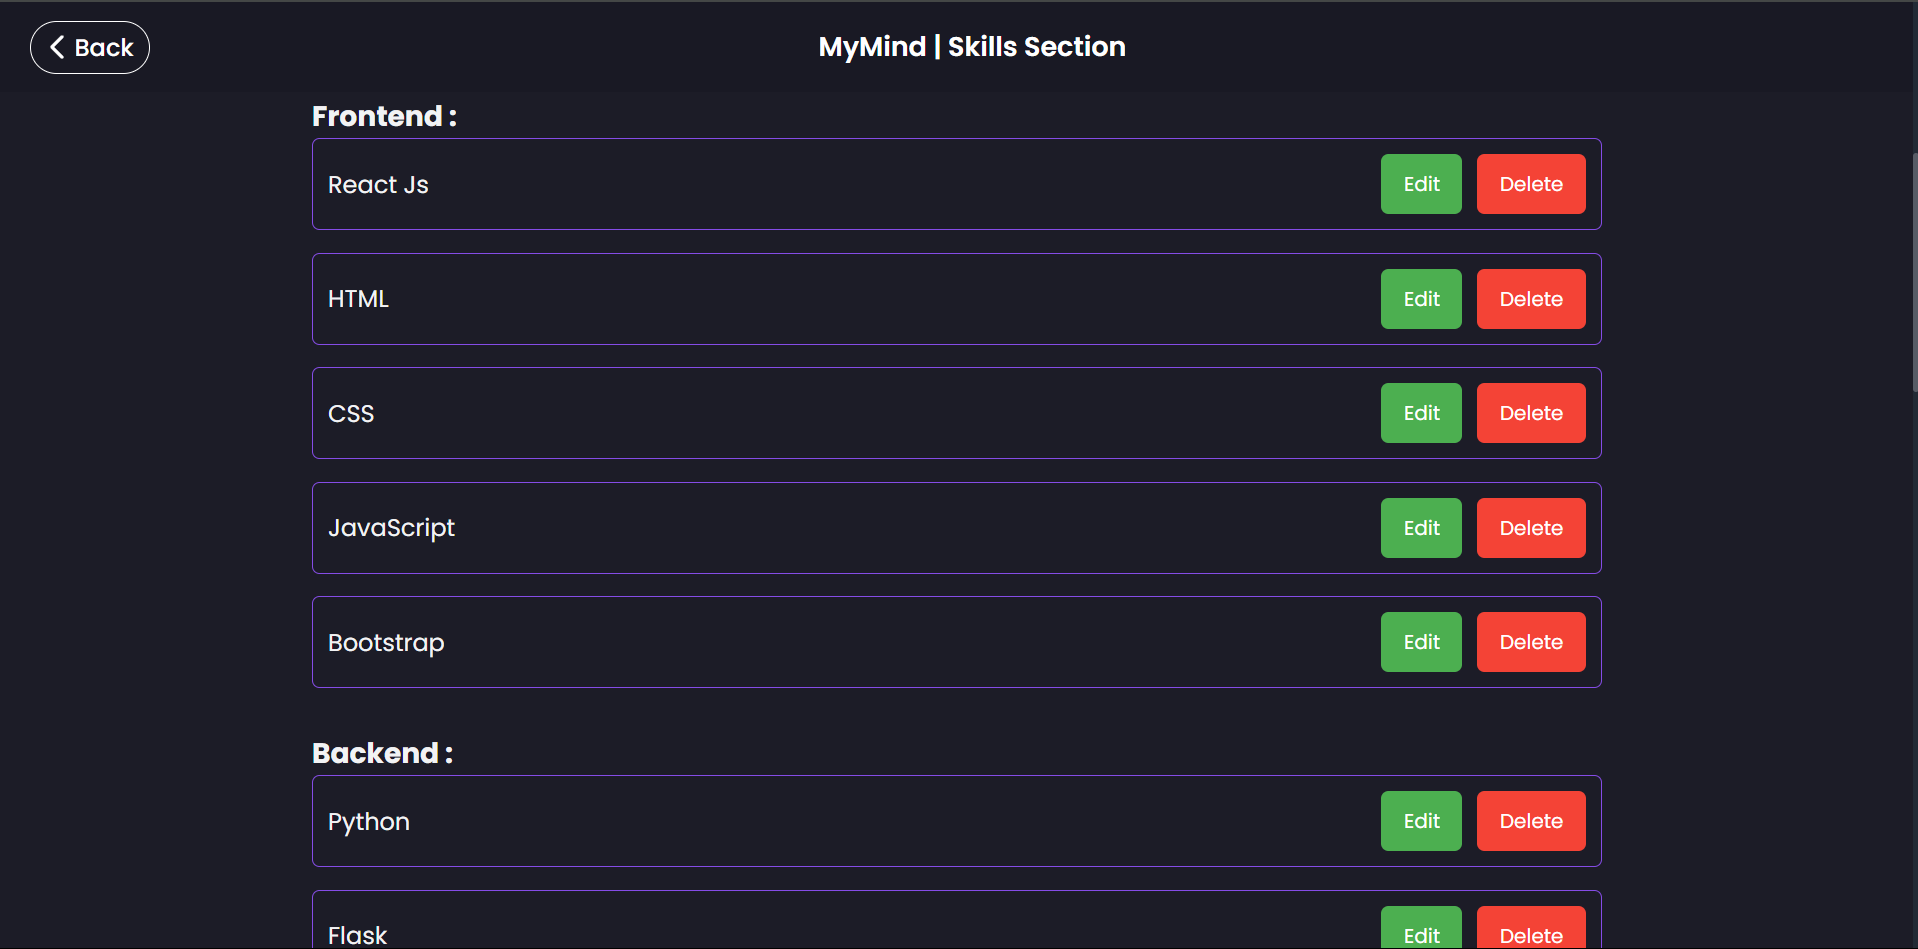 Back
MyMind | Skills Section
Frontend :
React Js Edit Delete
HTML Edit Delete
CSS Edit Delete
JavaScript Edit Delete
Bootstrap Edit Delete
Backend :
Python Edit Delete
Flask Edit Delete